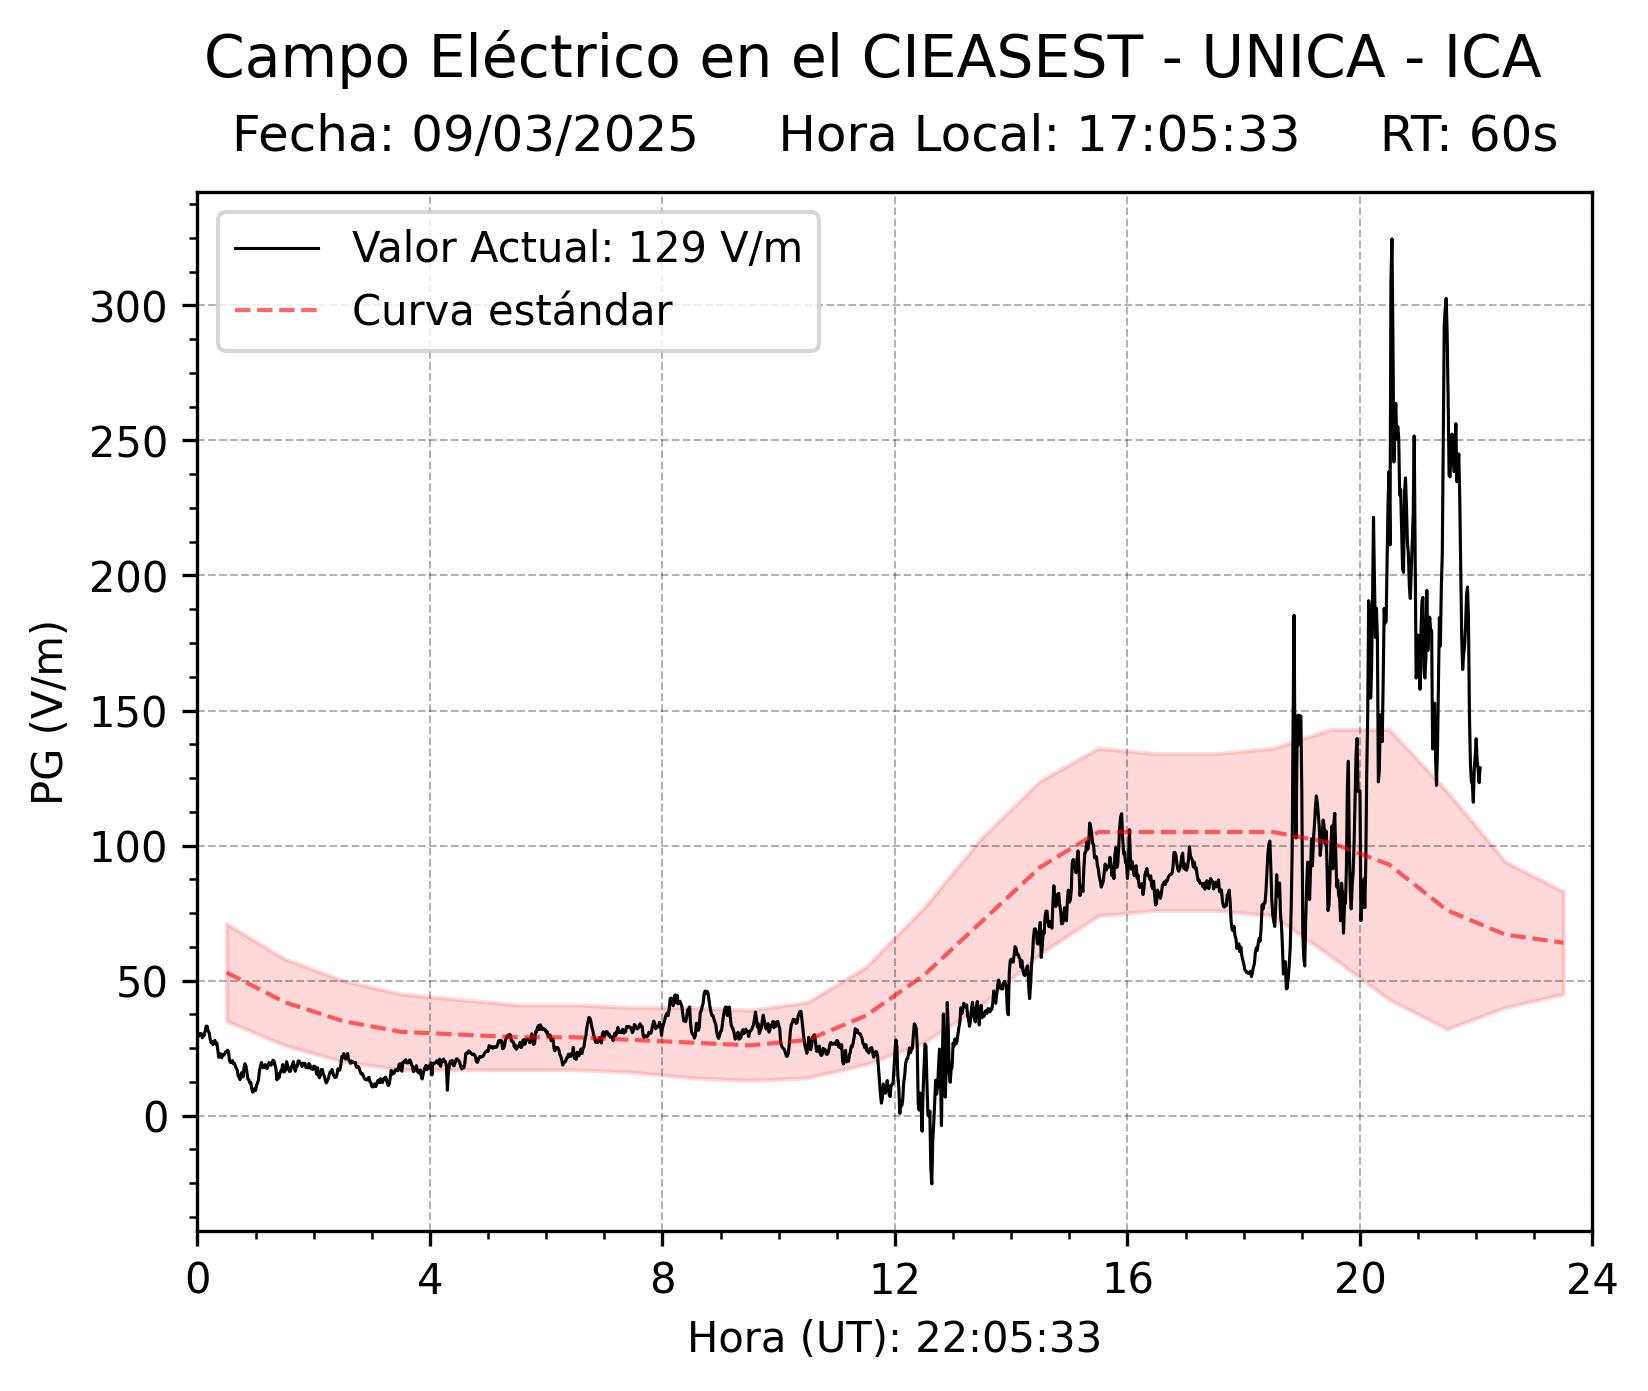 Campo Eléctrico en el CIEASEST - UNICA - ICA
Fecha: 09/03/2025 Hora Local: 17:05:33 RT: 60s
Valor Actual: 129 V/m
Curva estándar
PG (V/m)
300
250
200
150
100
50
0
0 4 8 12 16 20 24
Hora (UT): 22:05:33